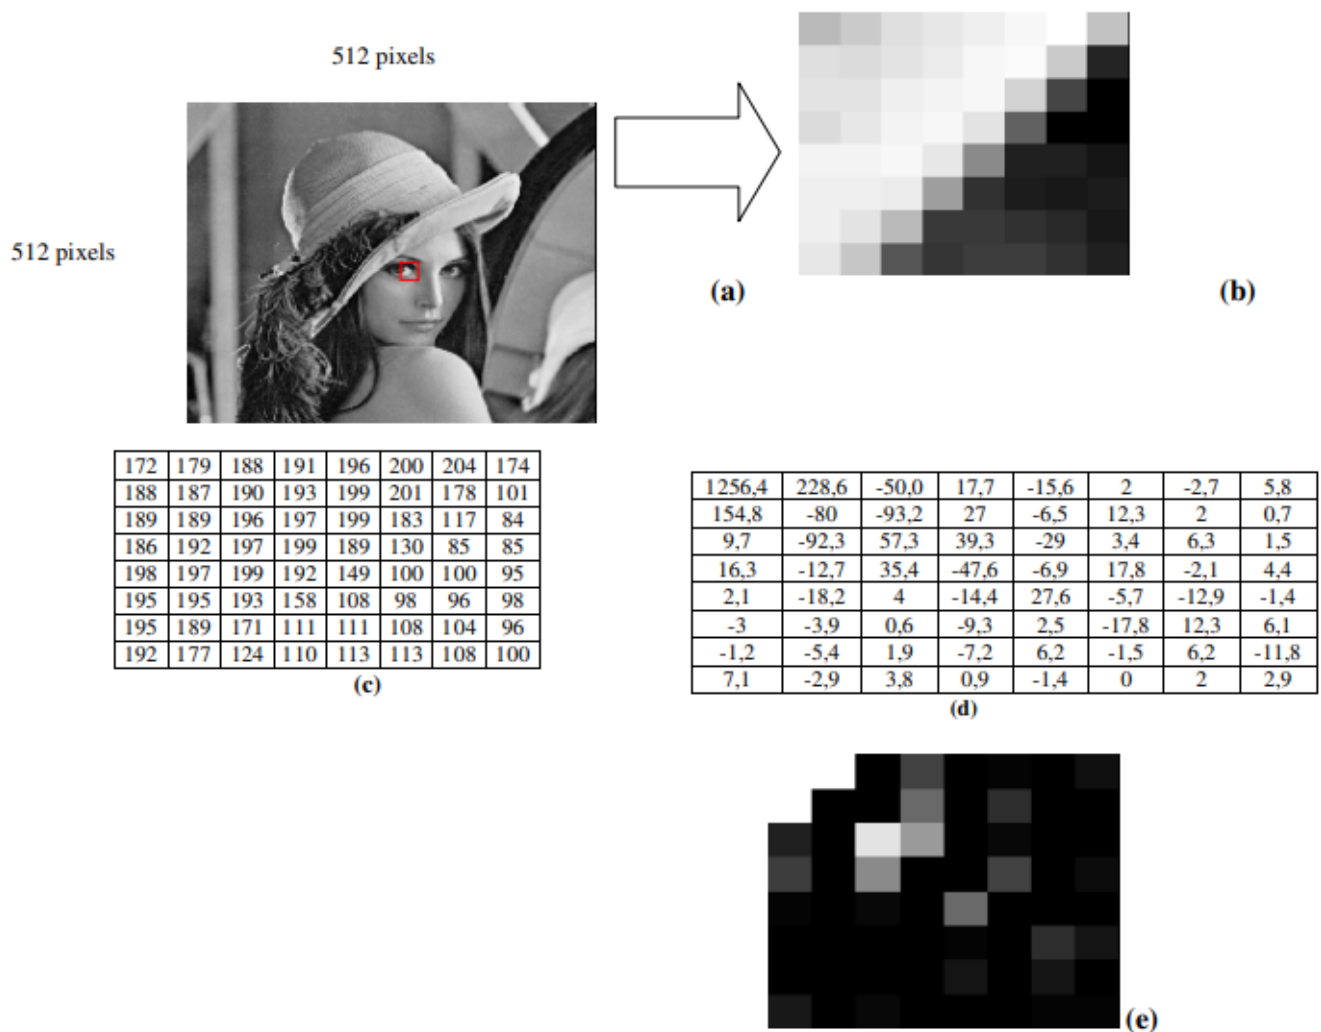 512 pixels
512 pixels
(a)
(b)
172 179 188 191 196 200 204 174
188 187 190 193 199 201 178 101
189 189 196 197 199 183 117 84
186 192 197 199 189 130 85 85
198 197 199 192 149 100 100 95
195 195 193 158 108 98 96 98
195 189 171 111 111 108 104 96
192 177 124 110 113 113 108 100
(c)
1256,4 228,6 -50,0 17,7 -15,6 2 -2,7 5,8
154,8 -80 -93,2 27 -6,5 12,3 2 0,7
9,7 -92,3 57,3 39,3 -29 3,4 6,3 1,5
16,3 -12,7 35,4 -47,6 -6,9 17,8 -2,1 4,4
2,1 -18,2 4 -14,4 27,6 -5,7 -12,9 -1,4
-3 -3,9 0,6 -9,3 2,5 -17,8 12,3 6,1
-1,2 -5,4 1,9 -7,2 6,2 -1,5 6,2 -11,8
7,1 -2,9 3,8 0,9 -1,4 0 2 2,9
(d)
(e)